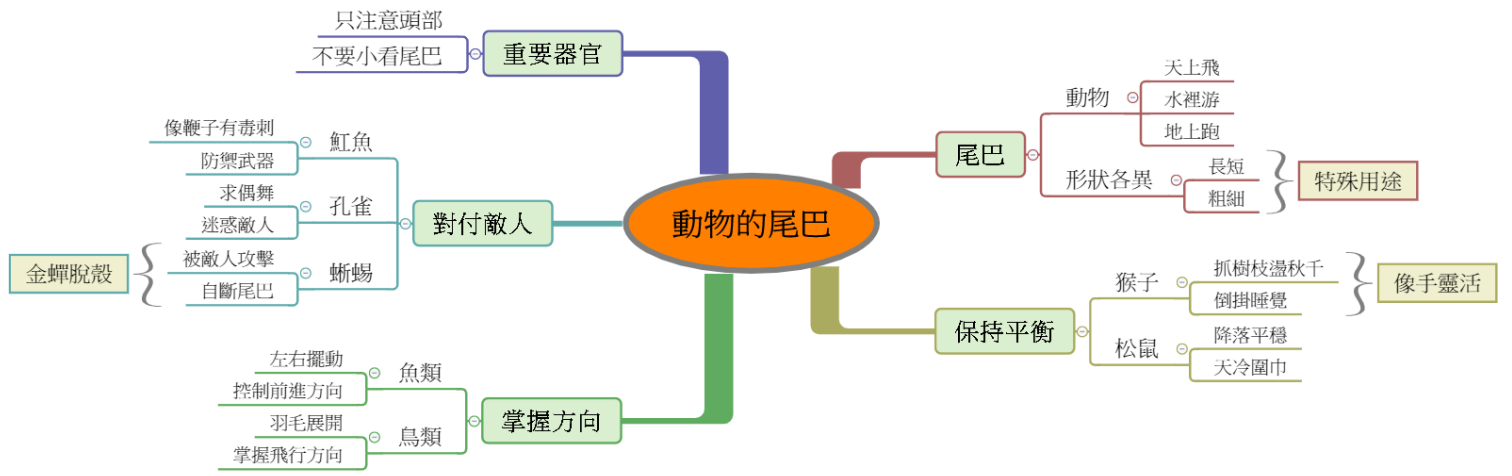 動物的尾巴
尾巴
動物
天上飛
水裡游
地上跑
形狀各異
長短
粗細
特殊用途
保持平衡
猴子
抓樹枝盪秋千
倒掛睡覺
像手靈活
松鼠
降落平穩
天冷圍巾
掌握方向
魚類
左右擺動
控制前進方向
鳥類
羽毛展開
掌握飛行方向
對付敵人
魟魚
像鞭子有毒刺
防禦武器
孔雀
求偶舞
迷惑敵人
蜥蜴
被敵人攻擊
自斷尾巴
金蟬脫殼
重要器官
只注意頭部
不要小看尾巴